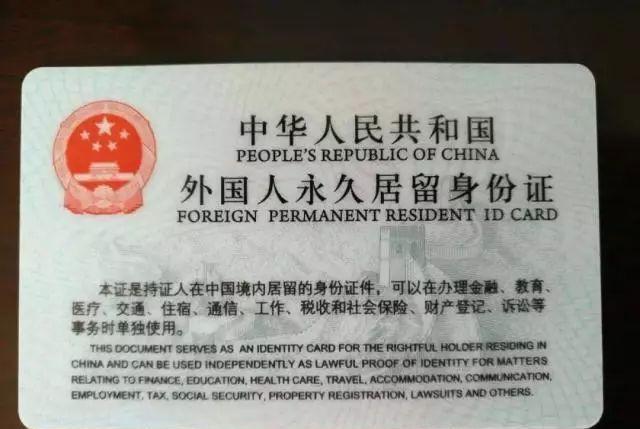 中华人民共和国
PEOPLE'S REPUBLIC OF CHINA
外国人永久居留身份证
FOREIGN PERMANENT RESIDENT ID CARD
本证是持证人在中国境内居留的身份证件，可以在办理金融、教育、
医疗、交通、住宿、通信、工作、税收和社会保险、财产登记、诉讼等
事务时单独使用。
THIS DOCUMENT SERVES AS AN IDENTITY CARD FOR THE RIGHTFUL HOLDER RESIDING IN
CHINA AND CAN BE USED INDEPENDENTLY AS LAWFUL PROOF OF IDENTITY FOR MATTERS
RELATING TO FINANCE, EDUCATION, HEALTH CARE, TRAVEL, ACCOMMODATION, COMMUNICATION,
EMPLOYMENT, TAX, SOCIAL SECURITY, PROPERTY REGISTRATION, LAWSUITS AND OTHERS.